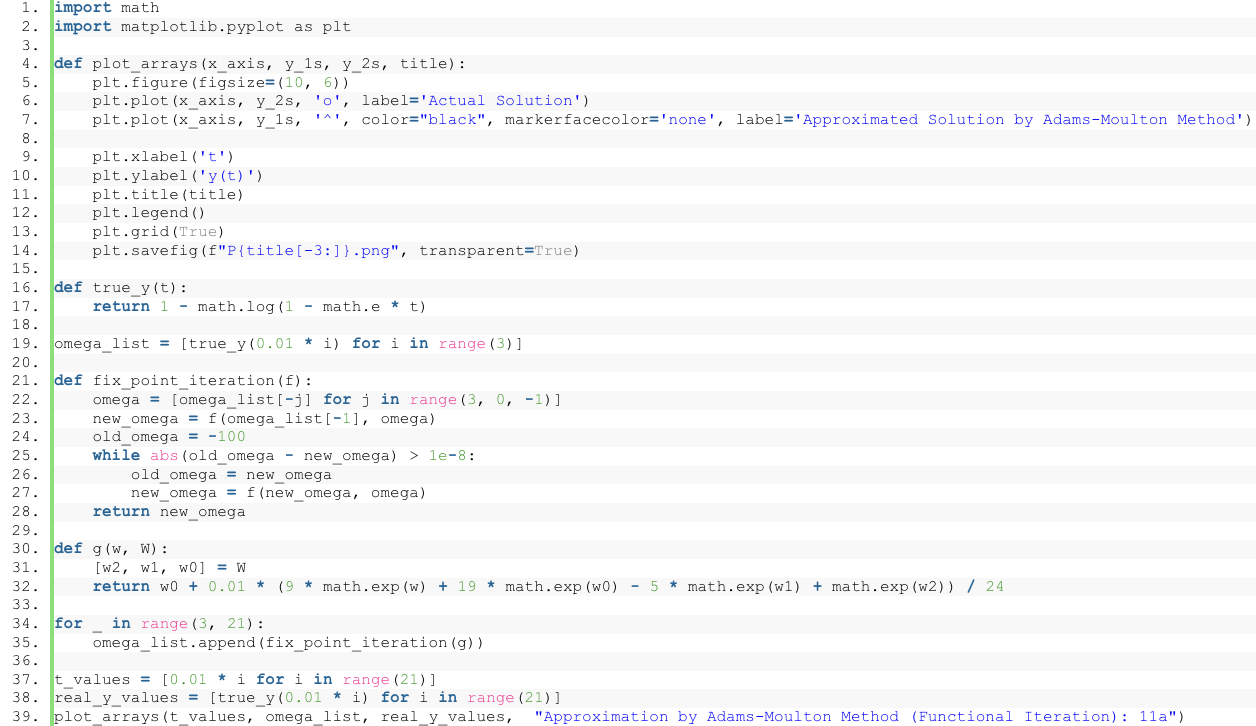 1. import math
2. import matplotlib.pyplot as plt
3.
4. def plot_arrays(x_axis, y_1s, y_2s, title):
5.     plt.figure(figsize=(10, 6))
6.     plt.plot(x_axis, y_2s, 'o', label='Actual Solution')
7.     plt.plot(x_axis, y_1s, '^', color="black", markerfacecolor='none', label='Approximated Solution by Adams-Moulton Method')
8.
9.     plt.xlabel('t')
10.     plt.ylabel('y(t)')
11.     plt.title(title)
12.     plt.legend()
13.     plt.grid(True)
14.     plt.savefig(f"P{title[-3:]}.png", transparent=True)
15.
16. def true_y(t):
17.     return 1 - math.log(1 - math.e * t)
18.
19. omega_list = [true_y(0.01 * i) for i in range(3)]
20.
21. def fix_point_iteration(f):
22.     omega = [omega_list[-j] for j in range(3, 0, -1)]
23.     new_omega = f(omega_list[-1], omega)
24.     old_omega = -100
25.     while abs(old_omega - new_omega) > 1e-8:
26.         old_omega = new_omega
27.         new_omega = f(new_omega, omega)
28.     return new_omega
29.
30. def g(w, W):
31.     [w2, w1, w0] = W
32.     return w0 + 0.01 * (9 * math.exp(w) + 19 * math.exp(w0) - 5 * math.exp(w1) + math.exp(w2)) / 24
33.
34. for _ in range(3, 21):
35.     omega_list.append(fix_point_iteration(g))
36.
37. t_values = [0.01 * i for i in range(21)]
38. real_y_values = [true_y(0.01 * i) for i in range(21)]
39. plot_arrays(t_values, omega_list, real_y_values,  "Approximation by Adams-Moulton Method (Functional Iteration): 11a")